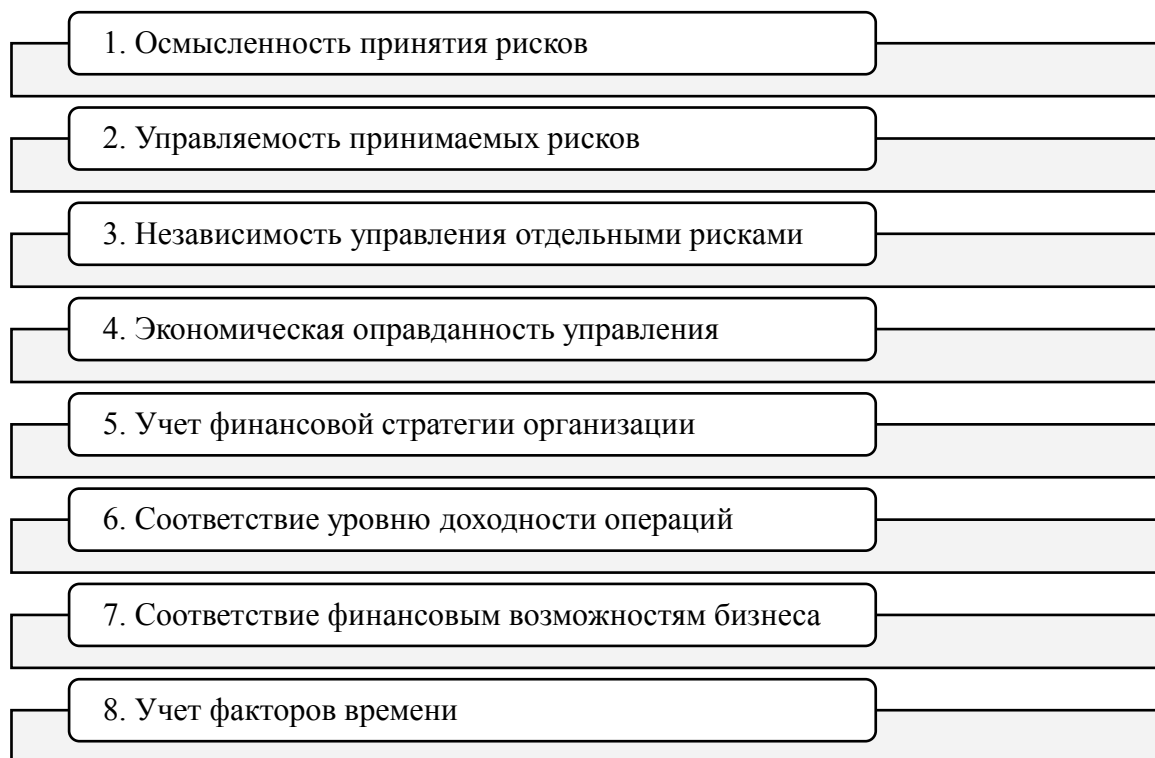 1. Осмысленность принятия рисков
2. Управляемость принимаемых рисков
3. Независимость управления отдельными рисками
4. Экономическая оправданность управления
5. Учет финансовой стратегии организации
6. Соответствие уровню доходности операций
7. Соответствие финансовым возможностям бизнеса
8. Учет факторов времени